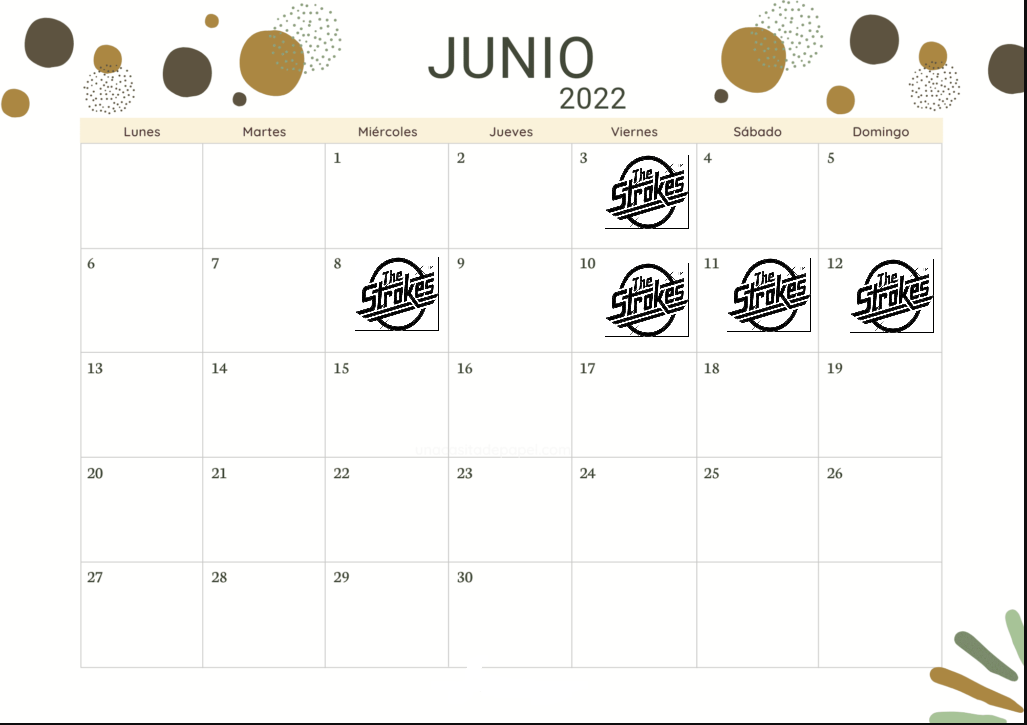 JUNIO
2022
Lunes Martes Miércoles Jueves Viernes Sábado Domingo
1 2 3 4 5
The Strokes
6 7 8 9 10 11 12
The Strokes The Strokes The Strokes The Strokes
13 14 15 16 17 18 19
20 21 22 23 24 25 26
27 28 29 30